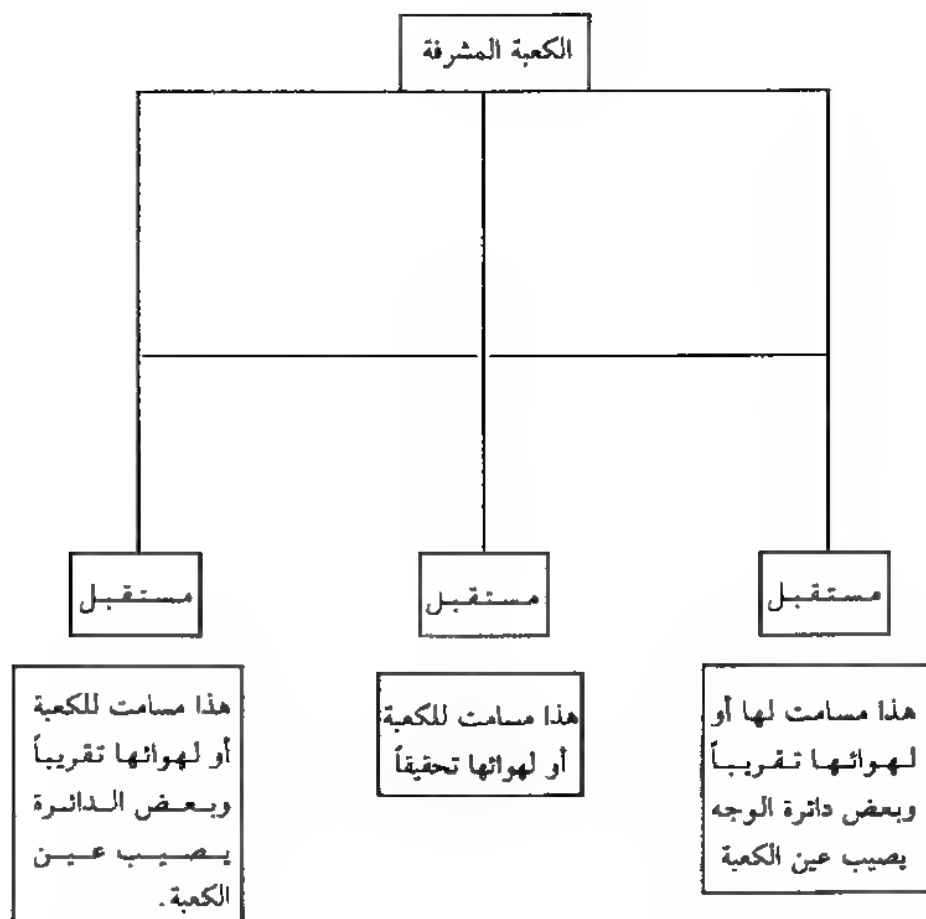 الكعبة المشرفة
مستقبل
مستقبل
مستقبل
هذا مسامت لها أو
لهوائها تقريباً
وبعض دائرة الوجه
يصيب عين الكعبة
هذا مسامت للكعبة
أو لهوائها تحقيقاً
هذا مسامت للكعبة
أو لهوائها تقريباً
وبعض الدائرة
يصيب عين
الكعبة.